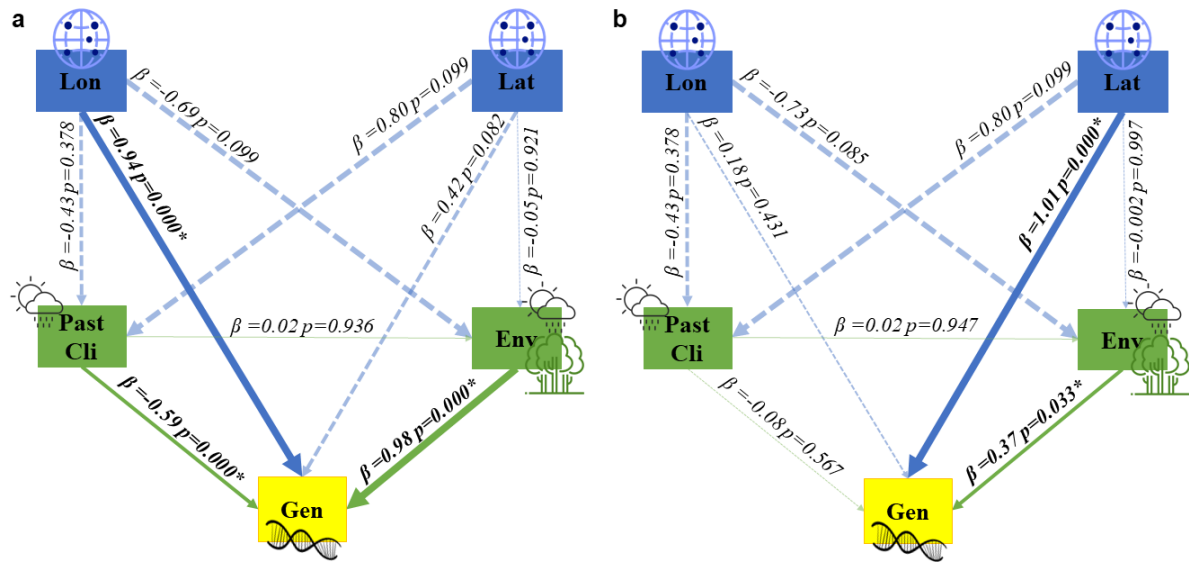 a
Lon
Lat
β =-0.69 p=0.099
β =0.80 p=0.099
β =-0.43 p=0.378
β =0.94 p=0.000*
β =0.42 p=0.082
β =-0.05 p=0.921
Past
Cli
β =0.02 p=0.936
Env
β =-0.59 p=0.000*
β =0.98 p=0.000*
Gen
b
Lon
Lat
β =-0.73 p=0.085
β =0.80 p=0.099
β =-0.43 p=0.378
β =0.18 p=0.431
β =1.01 p=0.000*
β =-0.002 p=0.997
Past
Cli
β =0.02 p=0.947
Env
β =-0.08 p=0.567
β =0.37 p=0.033*
Gen